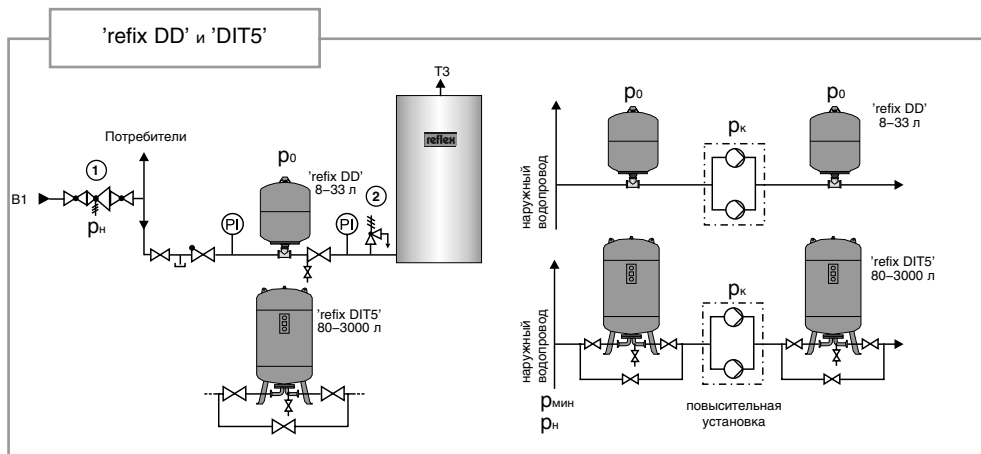 'refix DD' и 'DIT5'
T3
Потребители
1
B1
pн
p0
'refix DD'
8–33 л
PI
PI
2
reflex
'refix DIT5'
80–3000 л
наружный
водопровод
p0
pк
p0
'refix DD'
8–33 л
наружный
водопровод
pмин
pн
pк
'refix DIT5'
80–3000 л
повысительная
установка